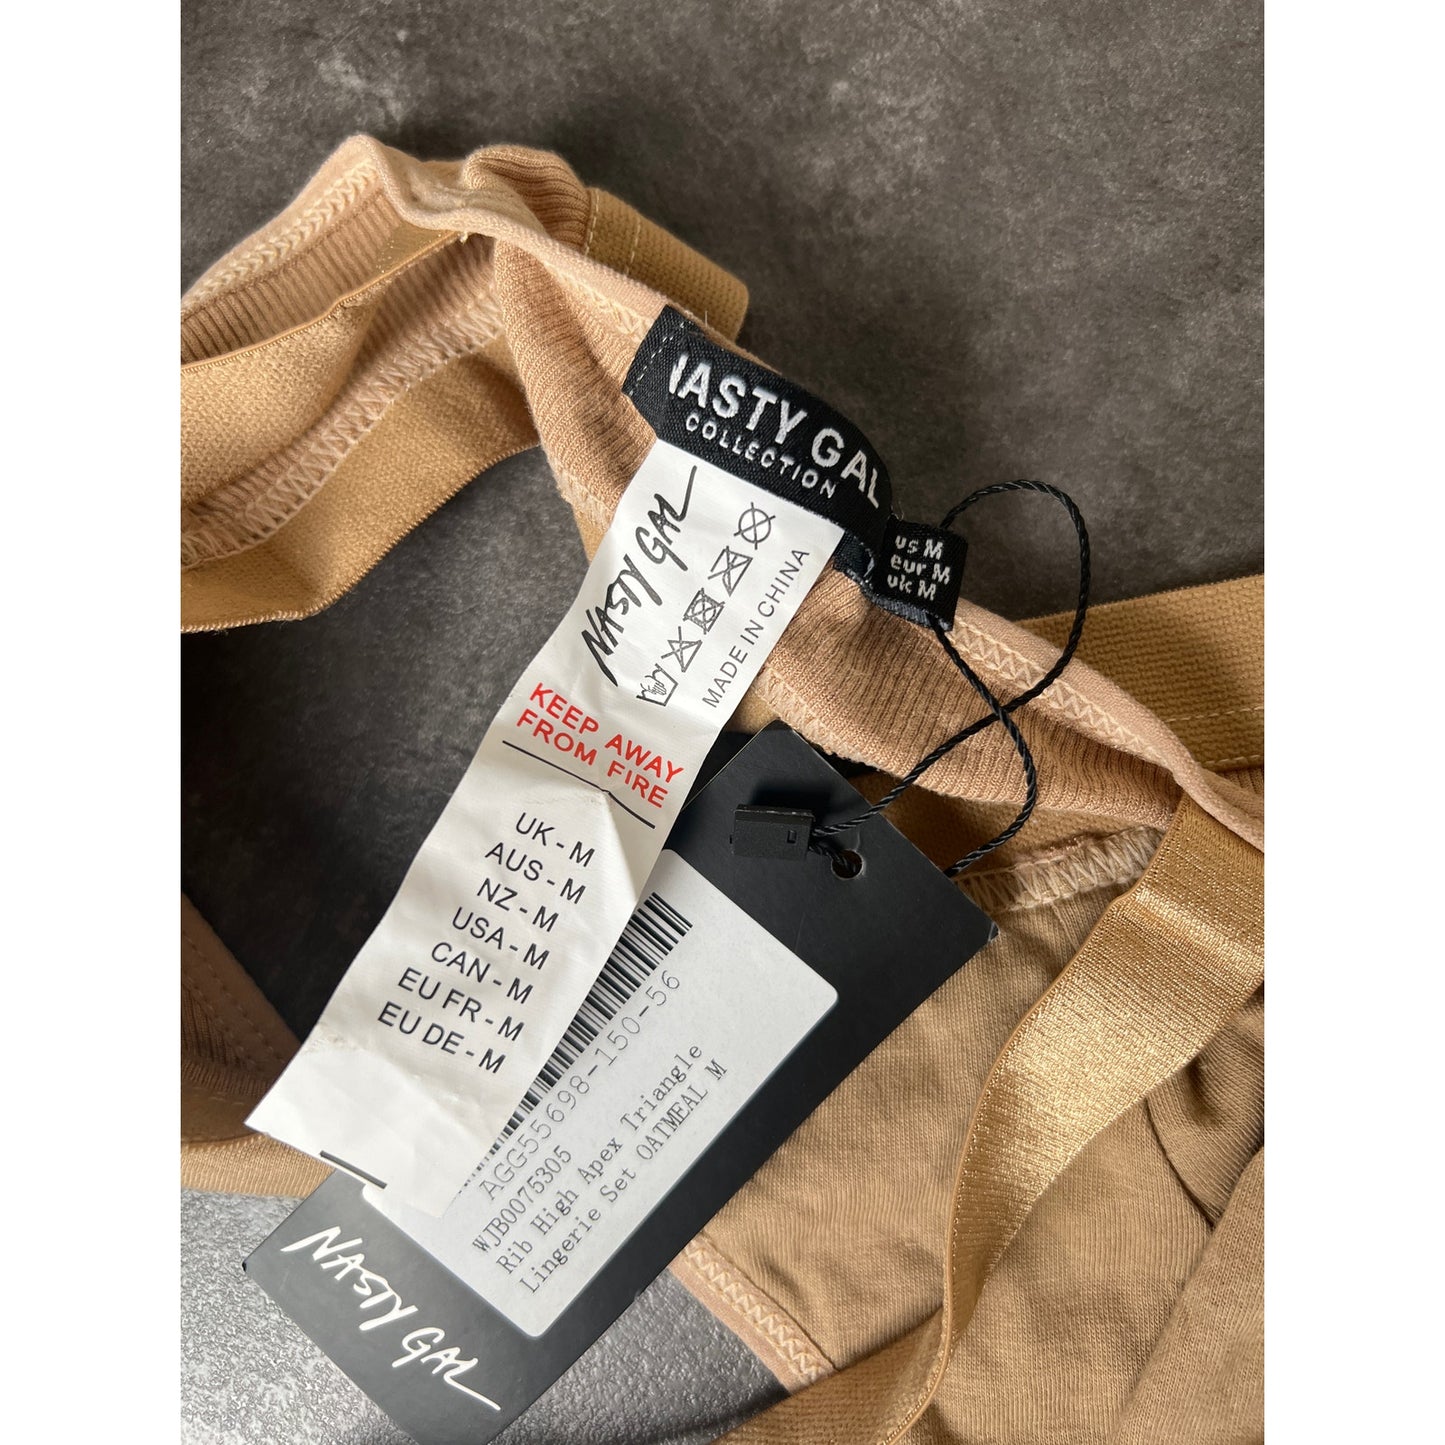 NASTY GAL
COLLECTION
us M
eur M
uk M
NASTY GAL
MADE IN CHINA
KEEP AWAY
FROM FIRE
UK - M
AUS - M
NZ - M
USA - M
CAN - M
EU FR - M
EU DE - M
AGG55698-150-56
WJB0075305
Rib High Apex Triangle
Lingerie Set OATMEAL M
NASTY GAL